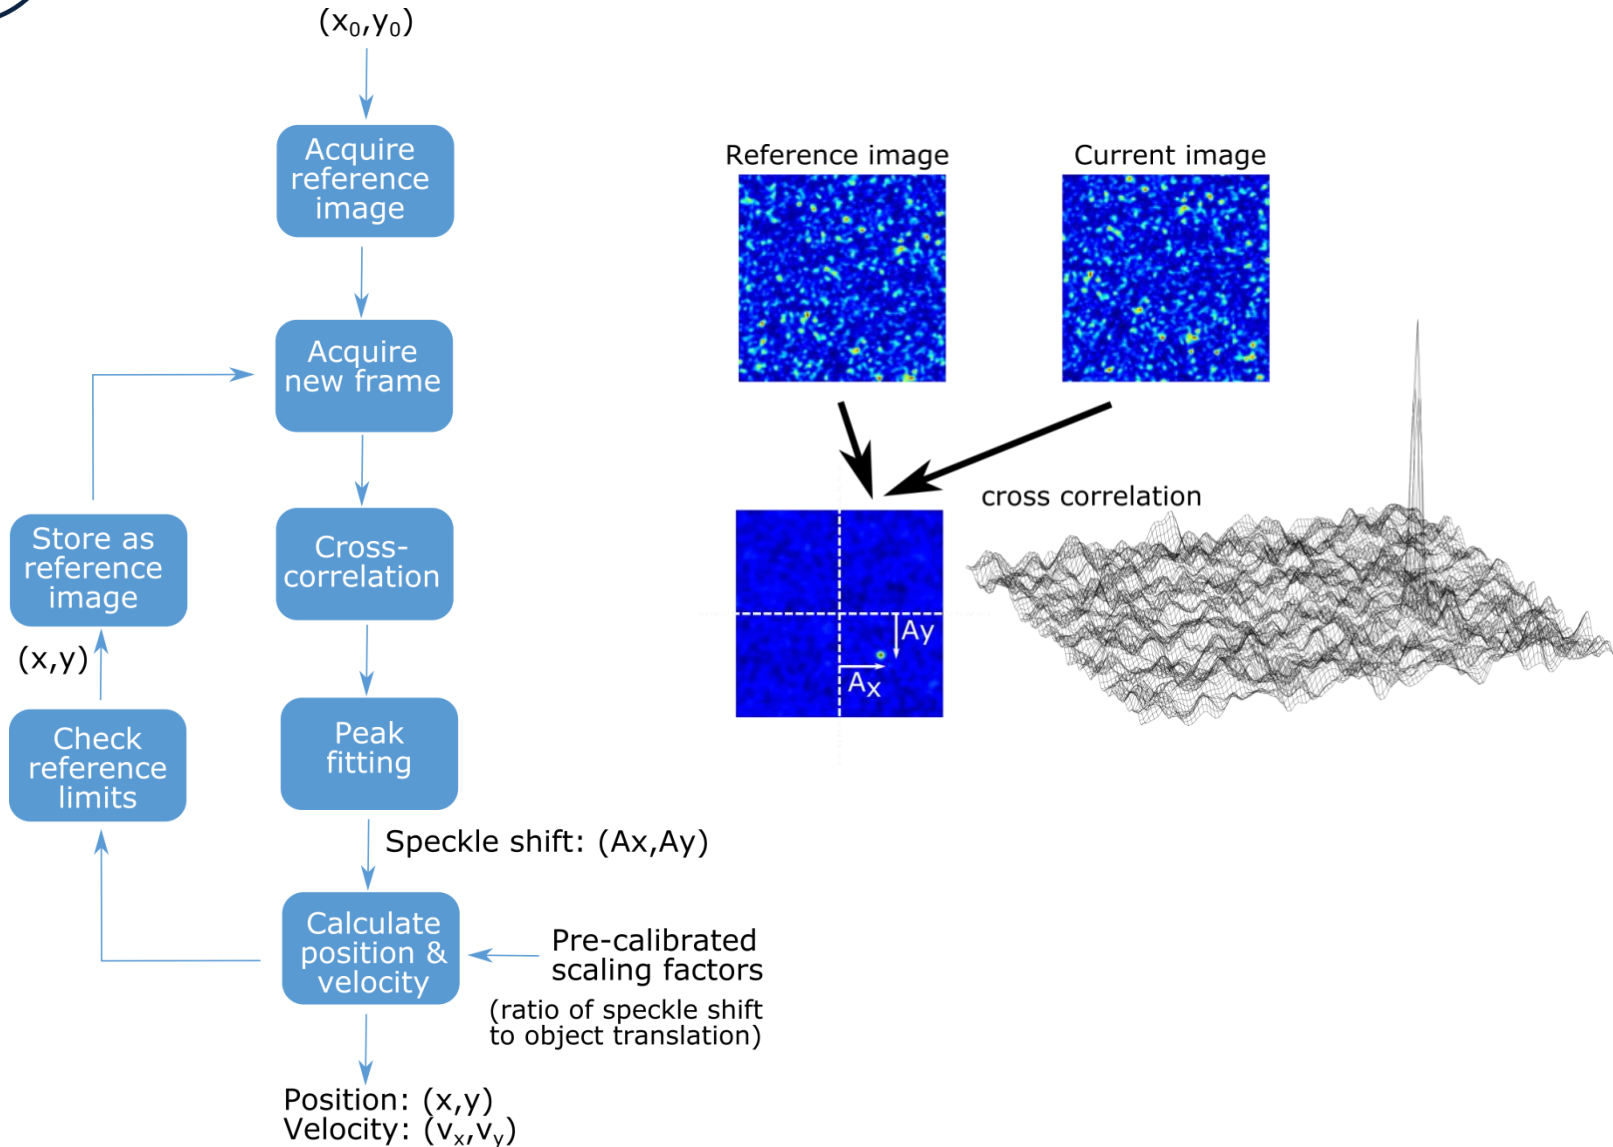 (x₀,y₀)
Acquire
reference
image
Acquire
new frame
Cross-
correlation
Peak
fitting
Speckle shift: (Ax,Ay)
Calculate
position &
velocity
Pre-calibrated
scaling factors
(ratio of speckle shift
to object translation)
Position: (x,y)
Velocity: (vₓ,v_y)
Check
reference
limits
(x,y)
Store as
reference
image
Reference image
Current image
cross correlation
Ay
Ax